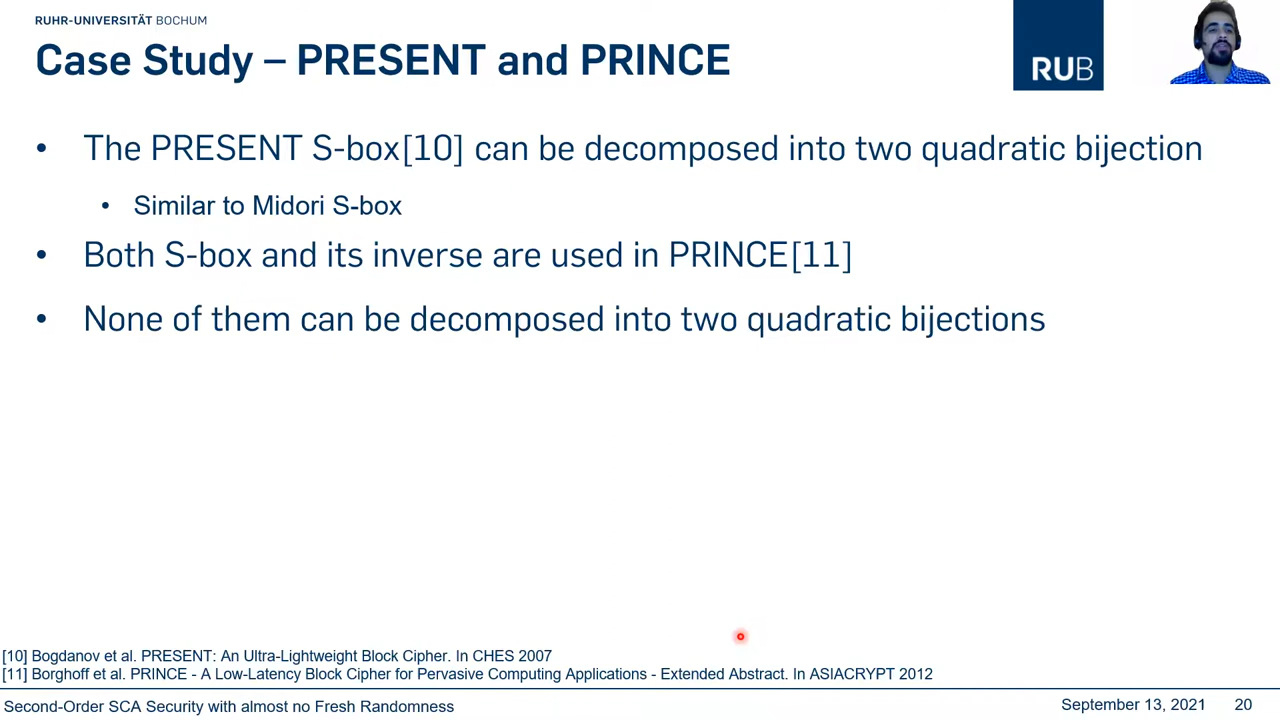 RUHR-UNIVERSITÄT BOCHUM
Case Study – PRESENT and PRINCE
RUB
• The PRESENT S-box[10] can be decomposed into two quadratic bijection
• Similar to Midori S-box
• Both S-box and its inverse are used in PRINCE[11]
• None of them can be decomposed into two quadratic bijections
[10] Bogdanov et al. PRESENT: An Ultra-Lightweight Block Cipher. In CHES 2007
[11] Borghoff et al. PRINCE - A Low-Latency Block Cipher for Pervasive Computing Applications - Extended Abstract. In ASIACRYPT 2012
Second-Order SCA Security with almost no Fresh Randomness
September 13, 2021 20